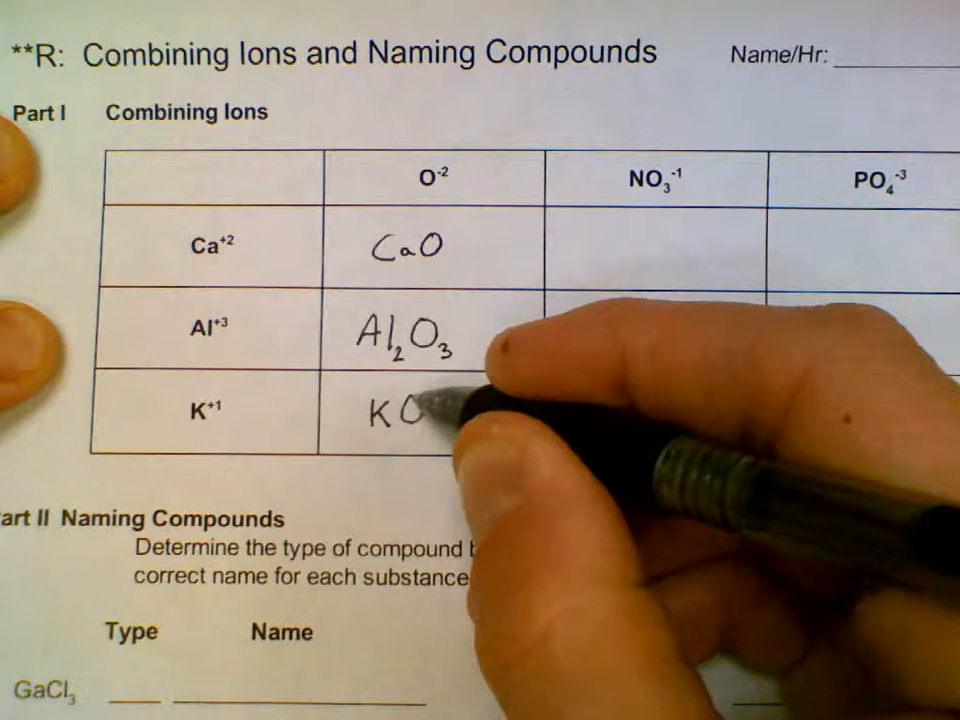 **R: Combining Ions and Naming Compounds Name/Hr:
Part I Combining Ions
O⁻² NO₃⁻¹ PO₄⁻³
Ca⁺² CaO
Al⁺³ Al₂O₃
K⁺¹ KO
art II Naming Compounds
Determine the type of compound
correct name for each substance
Type Name
GaCl₃